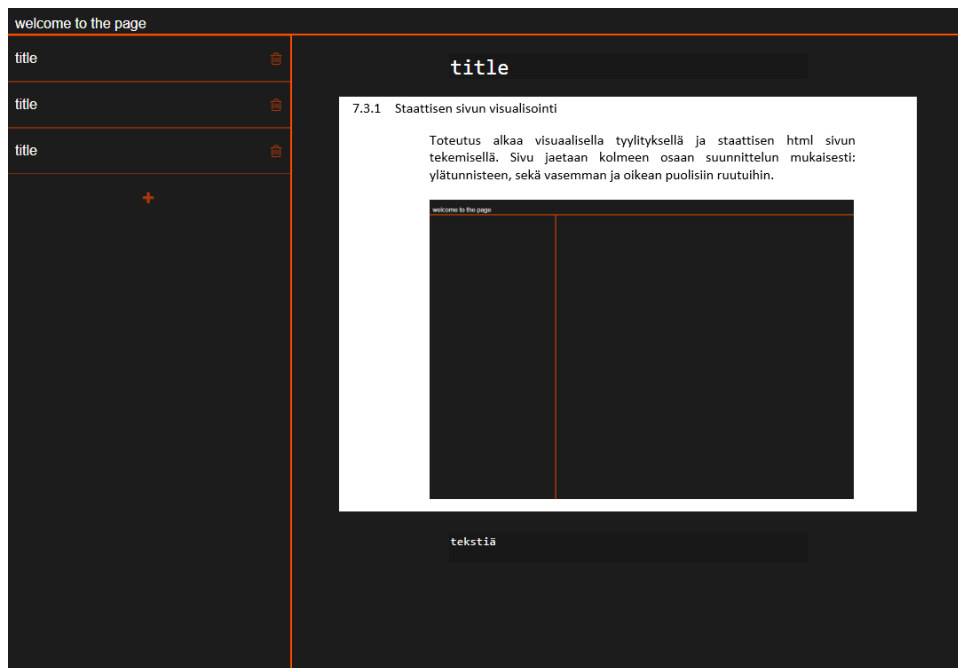 welcome to the page
title
title
title
title
7.3.1 Staattisen sivun visualisointi
Toteutus alkaa visuaalisella tyylityksellä ja staattisen html sivun
tekemisellä. Sivu jaetaan kolmeen osaan suunnittelun mukaisesti:
ylätunnisteen, sekä vasemman ja oikean puolisiin ruutuihin.
welcome to the page
tekstiä